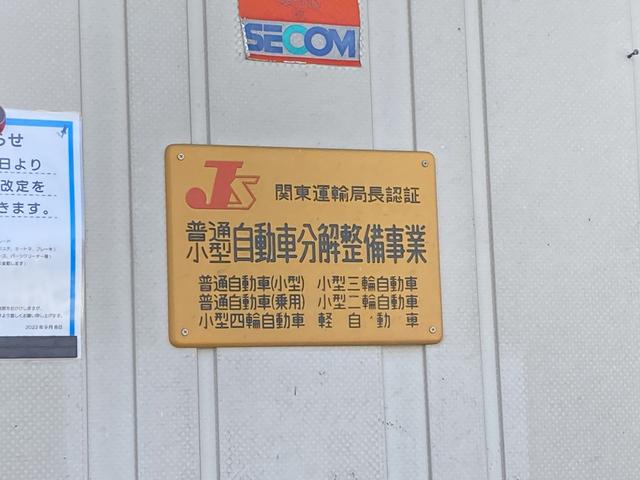 SECOM
らせ
日より
改定を
きます。
2023年9月8日
JS 関東運輸局長認証
普通
小型 自動車分解整備事業
普通自動車(小型) 小型三輪自動車
普通自動車(乗用) 小型二輪自動車
小型四輪自動車 軽自動車